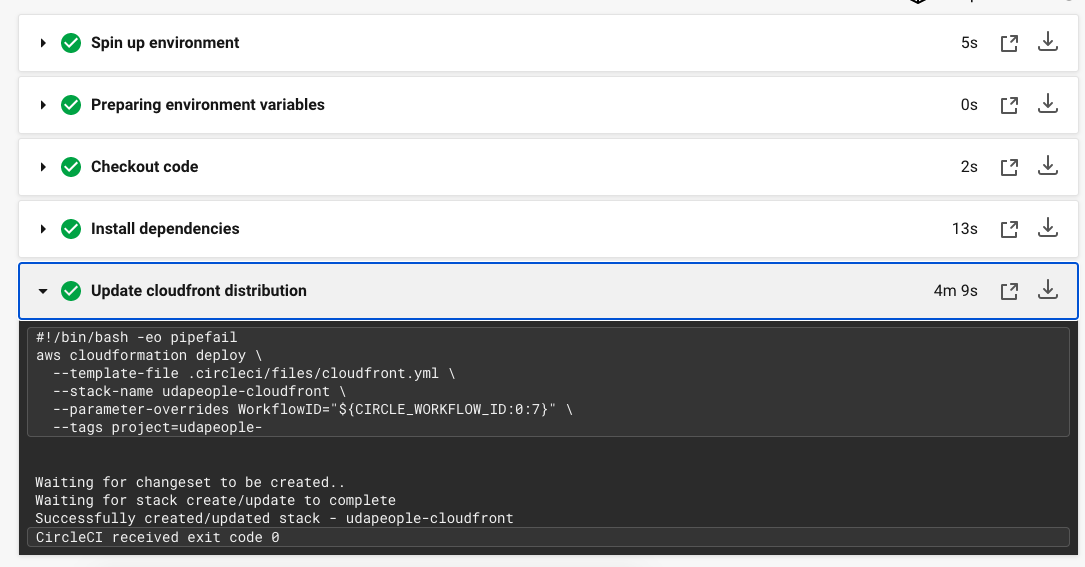 Spin up environment 5s
Preparing environment variables 0s
Checkout code 2s
Install dependencies 13s
Update cloudfront distribution 4m 9s
#!/bin/bash -eo pipefail
aws cloudformation deploy \
  --template-file .circleci/files/cloudfront.yml \
  --stack-name udapeople-cloudfront \
  --parameter-overrides WorkflowID="${CIRCLE_WORKFLOW_ID:0:7}" \
  --tags project=udapeople-
Waiting for changeset to be created..
Waiting for stack create/update to complete
Successfully created/updated stack - udapeople-cloudfront
CircleCI received exit code 0